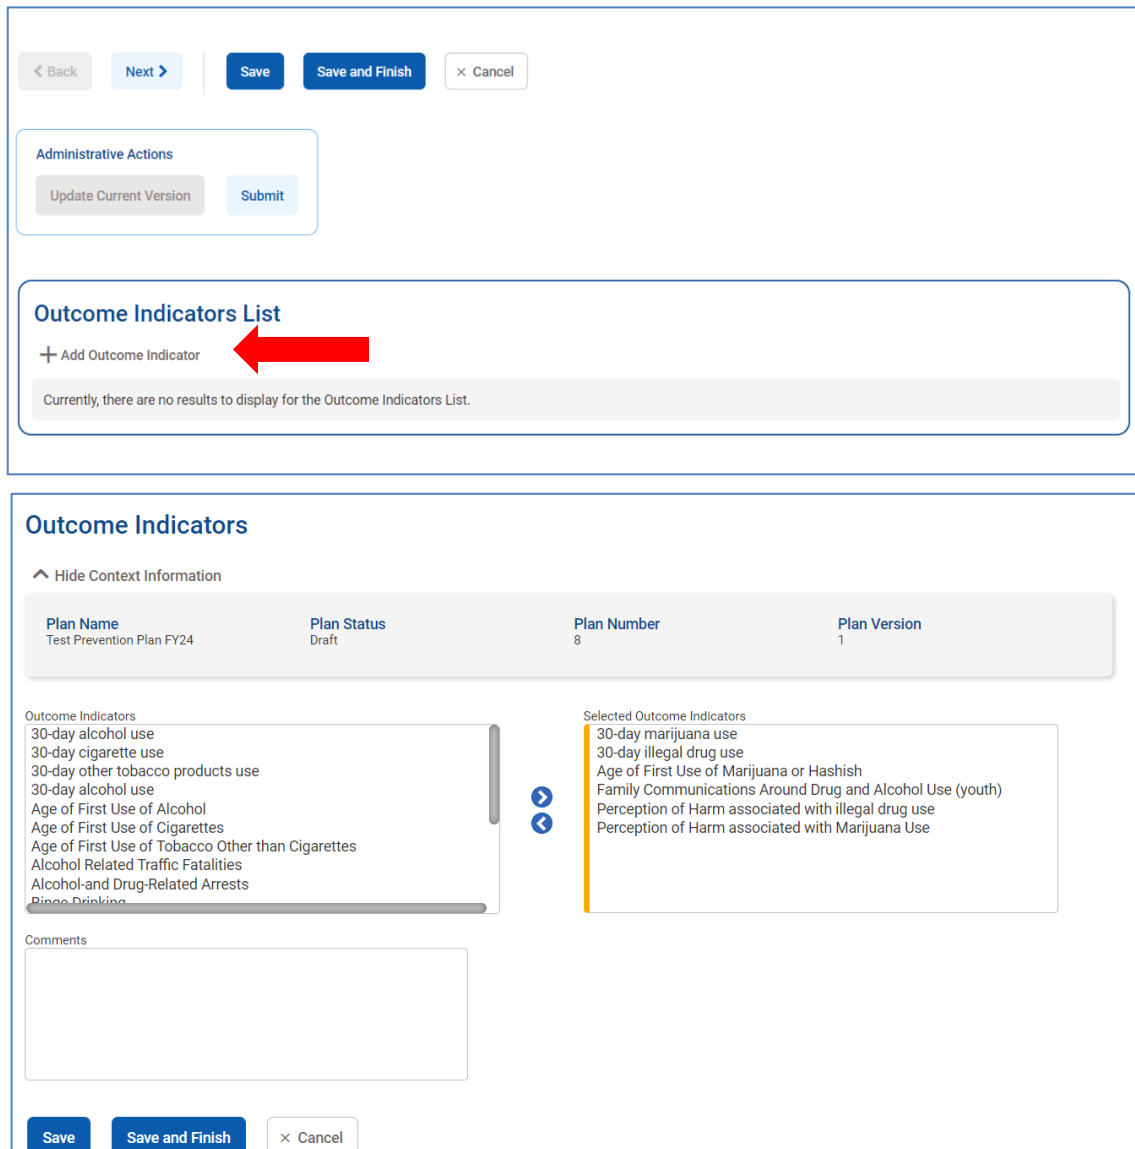 Back Next Save Save and Finish × Cancel
Administrative Actions
Update Current Version Submit
Outcome Indicators List
+ Add Outcome Indicator
Currently, there are no results to display for the Outcome Indicators List.
Outcome Indicators
Hide Context Information
Plan Name Plan Status Plan Number Plan Version
Test Prevention Plan FY24 Draft 8 1
Outcome Indicators
30-day alcohol use
30-day cigarette use
30-day other tobacco products use
30-day alcohol use
Age of First Use of Alcohol
Age of First Use of Cigarettes
Age of First Use of Tobacco Other than Cigarettes
Alcohol Related Traffic Fatalities
Alcohol-and Drug-Related Arrests
Binge Drinking
Selected Outcome Indicators
30-day marijuana use
30-day illegal drug use
Age of First Use of Marijuana or Hashish
Family Communications Around Drug and Alcohol Use (youth)
Perception of Harm associated with illegal drug use
Perception of Harm associated with Marijuana Use
Comments
Save Save and Finish × Cancel